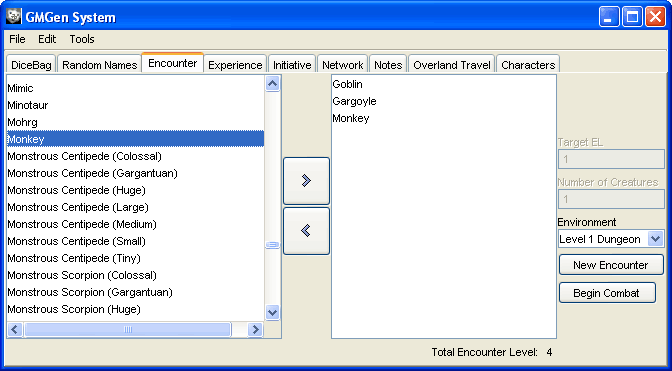 GMGen System
File Edit Tools
DiceBag Random Names Encounter Experience Initiative Network Notes Overland Travel Characters
Mimic
Minotaur
Mohrg
Monkey
Monstrous Centipede (Colossal)
Monstrous Centipede (Gargantuan)
Monstrous Centipede (Huge)
Monstrous Centipede (Large)
Monstrous Centipede (Medium)
Monstrous Centipede (Small)
Monstrous Centipede (Tiny)
Monstrous Scorpion (Colossal)
Monstrous Scorpion (Gargantuan)
Monstrous Scorpion (Huge)
Goblin
Gargoyle
Monkey
Target EL
1
Number of Creatures
1
Environment
Level 1 Dungeon
New Encounter
Begin Combat
Total Encounter Level: 4